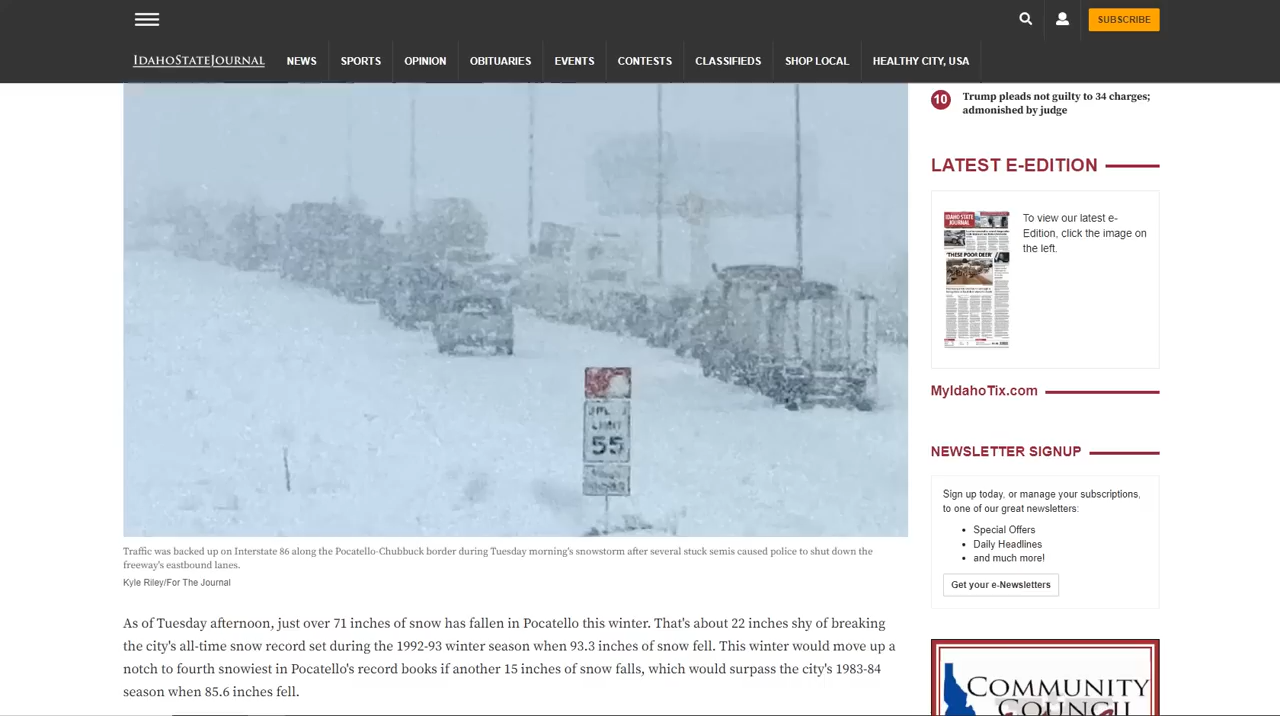 SUBSCRIBE
IDAHOSTATEJOURNAL
NEWS
SPORTS
OPINION
OBITUARIES
EVENTS
CONTESTS
CLASSIFIEDS
SHOP LOCAL
HEALTHY CITY, USA
55
Traffic was backed up on Interstate 86 along the Pocatello-Chubbuck border during Tuesday morning's snowstorm after several stuck semis caused police to shut down the
freeway's eastbound lanes.
Kyle Riley/For The Journal
As of Tuesday afternoon, just over 71 inches of snow has fallen in Pocatello this winter. That's about 22 inches shy of breaking
the city's all-time snow record set during the 1992-93 winter season when 93.3 inches of snow fell. This winter would move up a
notch to fourth snowiest in Pocatello's record books if another 15 inches of snow falls, which would surpass the city's 1983-84
season when 85.6 inches fell.
10 Trump pleads not guilty to 34 charges;
admonished by judge
LATEST E-EDITION
IDAHO STATE
JOURNAL
'THESE POOR DEER'
To view our latest e-
Edition, click the image on
the left.
MyIdahoTix.com
NEWSLETTER SIGNUP
Sign up today, or manage your subscriptions,
to one of our great newsletters:
• Special Offers
• Daily Headlines
• and much more!
Get your e-Newsletters
COMMUNITY
COUNCIL